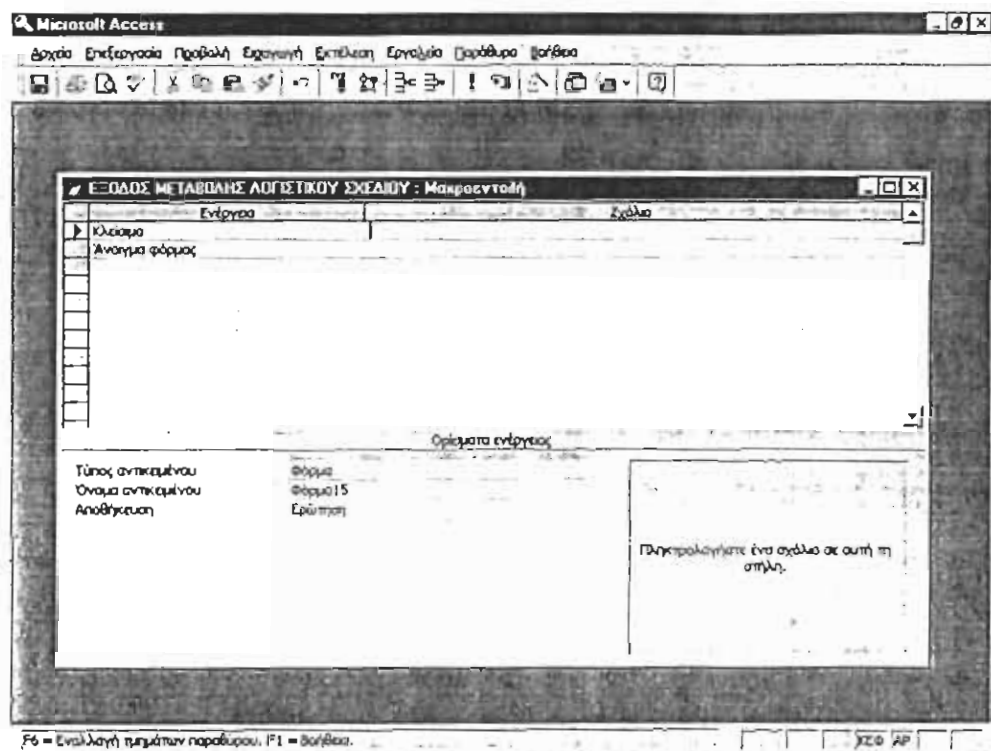 Microsoft Access
Αρχείο Επεξεργασία Προβολή Εισαγωγή Εκτέλεση Εργαλεία Παράθυρο Βοήθεια
ΕΞΟΔΟΣ ΜΕΤΑΒΟΛΗΣ ΛΟΓΙΣΤΙΚΟΥ ΣΧΕΔΙΟΥ : Μακροεντολή
Ενέργεια Σχόλιο
Κλείσιμο
Άνοιγμα φόρμας
Ορίσματα ενέργειας
Τύπος αντικειμένου Φόρμα
Όνομα αντικειμένου Φόρμα15
Αποθήκευση Ερώτηση
Πληκτρολογήστε ένα σχόλιο σε αυτή τη
στήλη.
F6 = Εναλλαγή τμημάτων παραθύρου. F1 = Βοήθεια.
ΚΕΦ ΑΡ